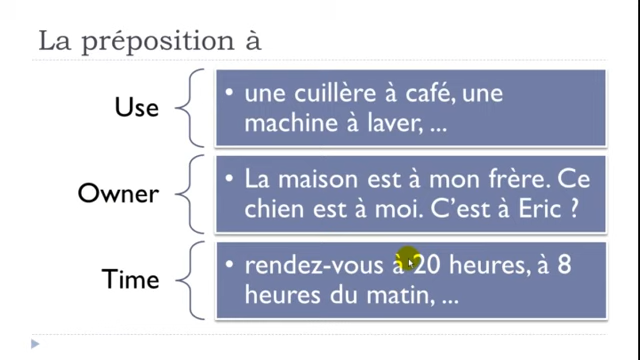 La préposition à
Use
• une cuillère à café, une
machine à laver, ...
Owner
• La maison est à mon frère. Ce
chien est à moi. C'est à Eric ?
Time
• rendez-vous à 20 heures, à 8
heures du matin, ...